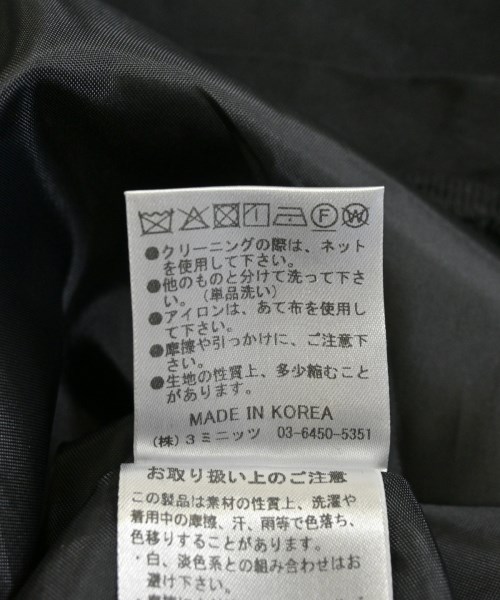 ●クリーニングの際は、ネット
を使用して下さい。
●他のものと分けて洗って下さ
い。（単品洗い）
●アイロンは、あて布を使用し
て下さい。
●摩擦や引っかけに、ご注意下
さい。
●生地の性質上、多少縮むこと
があります。
MADE IN KOREA
(株)３ミニッツ 03-6450-5351
お取り扱い上のご注意
この製品は素材の性質上、洗濯や
着用中の摩擦、汗、雨等で色落ち、
色移りすることがあります。
・白、淡色系との組み合わせはお
避け下さい。